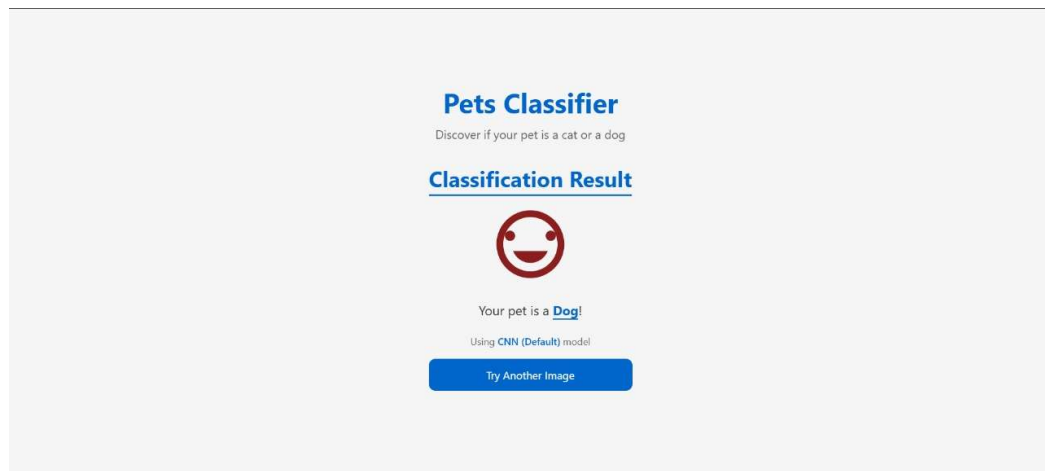 Pets Classifier
Discover if your pet is a cat or a dog
Classification Result
Your pet is a Dog!
Using CNN (Default) model
Try Another Image